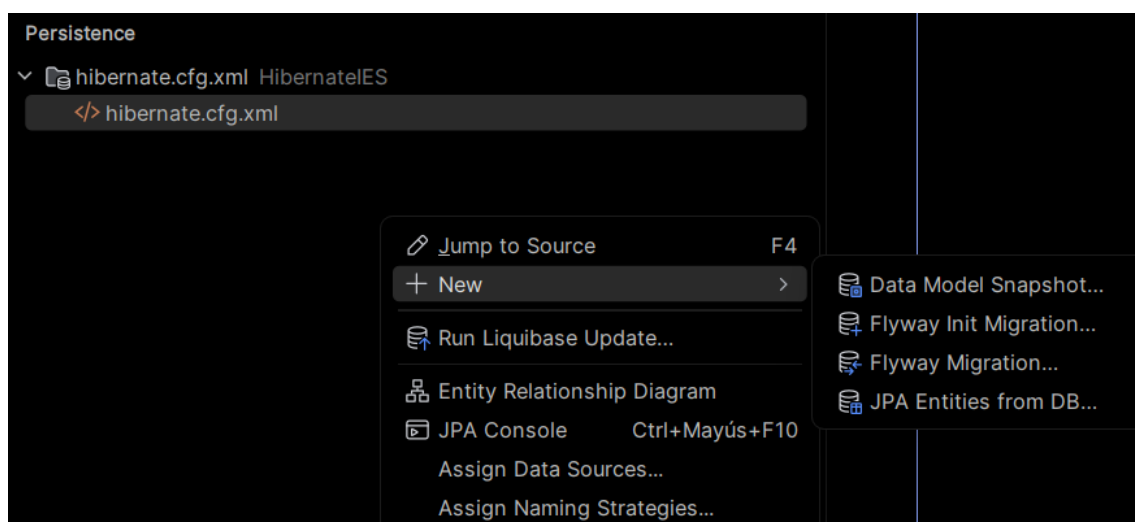 Persistence
hibernate.cfg.xml HibernateIES
</> hibernate.cfg.xml
Jump to Source F4
New
Run Liquibase Update...
Entity Relationship Diagram
JPA Console Ctrl+Mayús+F10
Assign Data Sources...
Assign Naming Strategies...
Data Model Snapshot...
Flyway Init Migration...
Flyway Migration...
JPA Entities from DB...